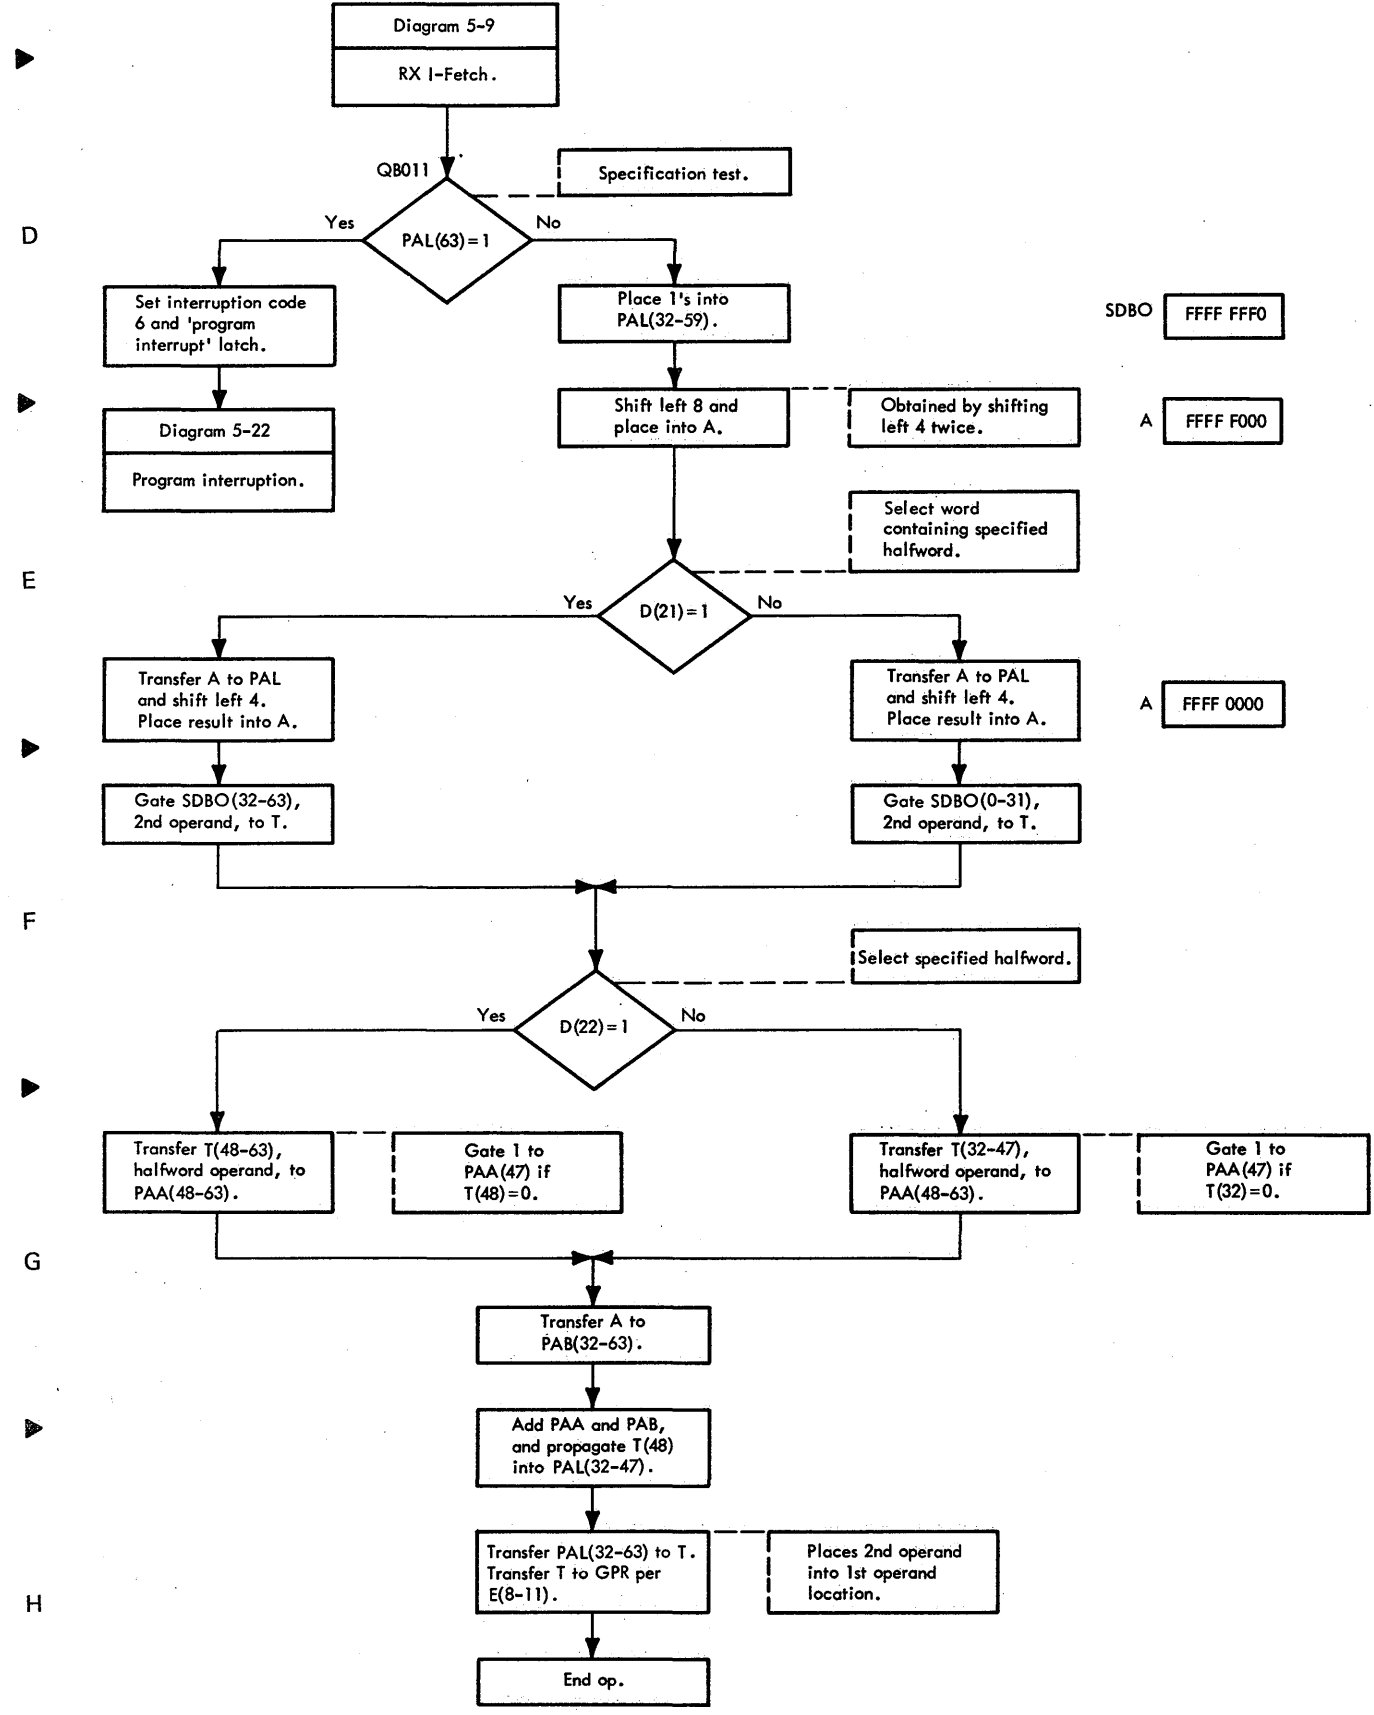 Diagram 5-9
RX I-Fetch.
QB011
Specification test.
D
Yes
No
PAL(63)=1
Set interruption code
6 and 'program
interrupt' latch.
Place 1's into
PAL(32-59).
SDBO
FFFF FFF0
Diagram 5-22
Program interruption.
Shift left 8 and
place into A.
Obtained by shifting
left 4 twice.
A
FFFF F000
Select word
containing specified
halfword.
E
Yes
No
D(21)=1
Transfer A to PAL
and shift left 4.
Place result into A.
Transfer A to PAL
and shift left 4.
Place result into A.
A
FFFF 0000
Gate SDBO(32-63),
2nd operand, to T.
Gate SDBO(0-31),
2nd operand, to T.
F
Select specified halfword.
Yes
No
D(22)=1
Transfer T(48-63),
halfword operand, to
PAA(48-63).
Gate 1 to
PAA(47) if
T(48)=0.
Transfer T(32-47),
halfword operand, to
PAA(48-63).
Gate 1 to
PAA(47) if
T(32)=0.
G
Transfer A to
PAB(32-63).
Add PAA and PAB,
and propagate T(48)
into PAL(32-47).
Transfer PAL(32-63) to T.
Transfer T to GPR per
E(8-11).
Places 2nd operand
into 1st operand
location.
H
End op.